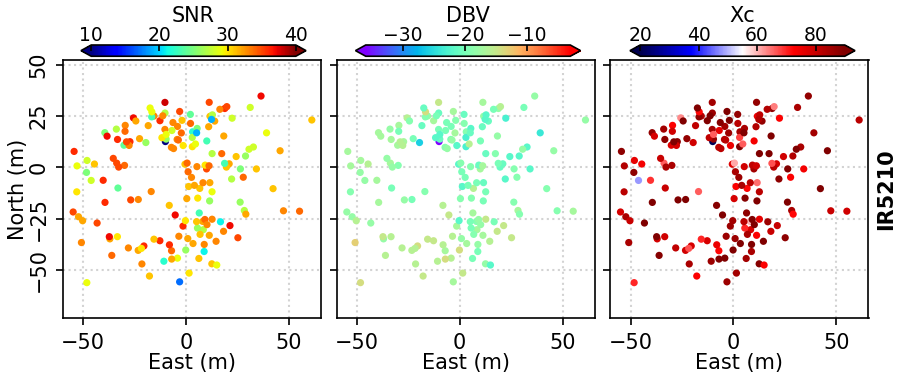 SNR DBV Xc
10 20 30 40 −30 −20 −10 20 40 60 80
50
25
0
−25
−50
North (m)
IR5210
−50 0 50 −50 0 50 −50 0 50
East (m) East (m) East (m)